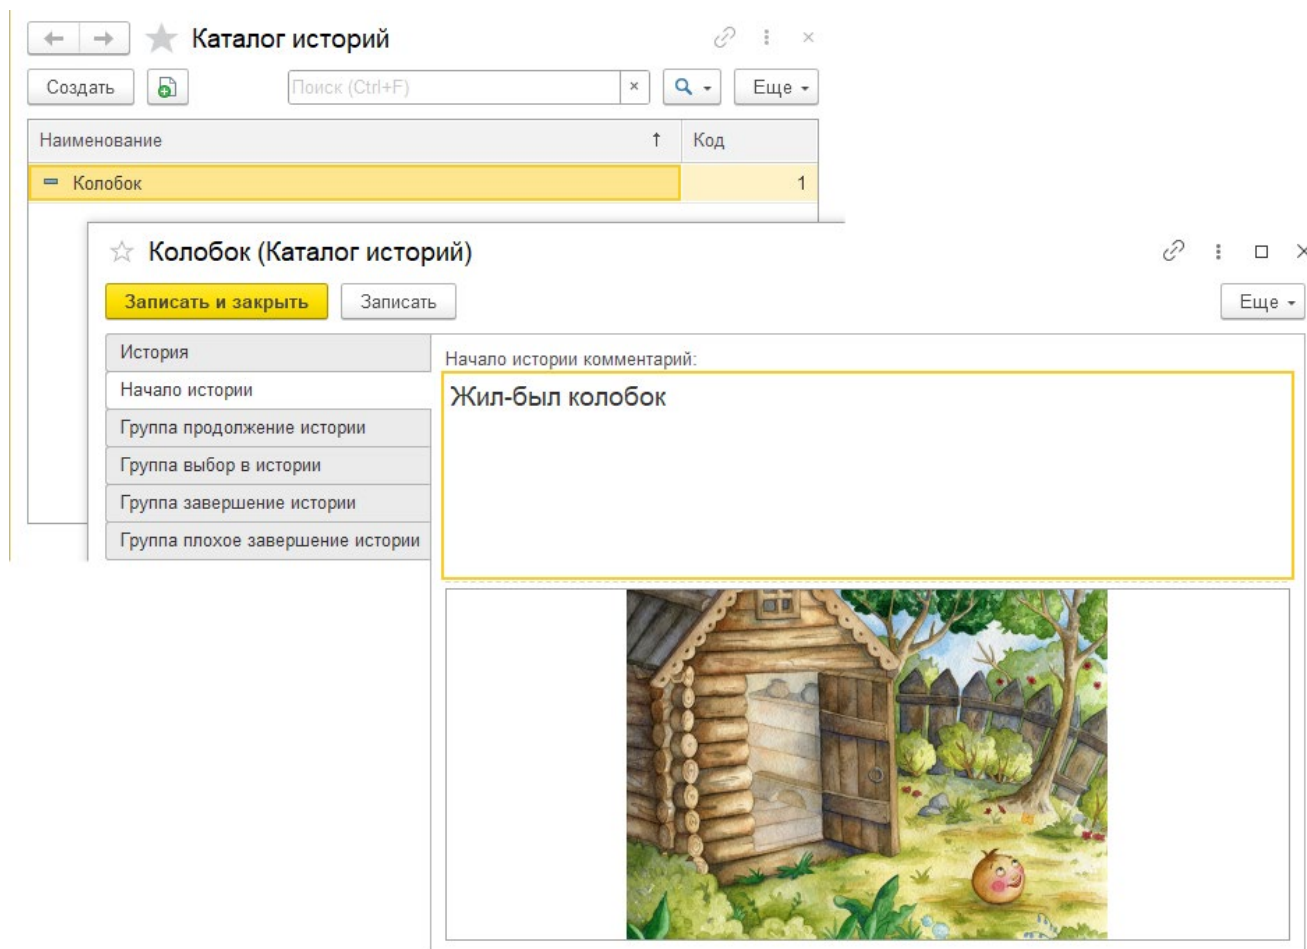 Каталог историй
Создать
Поиск (Ctrl+F)
Еще
Наименование
Код
Колобок
1
Колобок (Каталог историй)
Записать и закрыть
Записать
Еще
История
Начало истории
Группа продолжение истории
Группа выбор в истории
Группа завершение истории
Группа плохое завершение истории
Начало истории комментарий:
Жил-был колобок